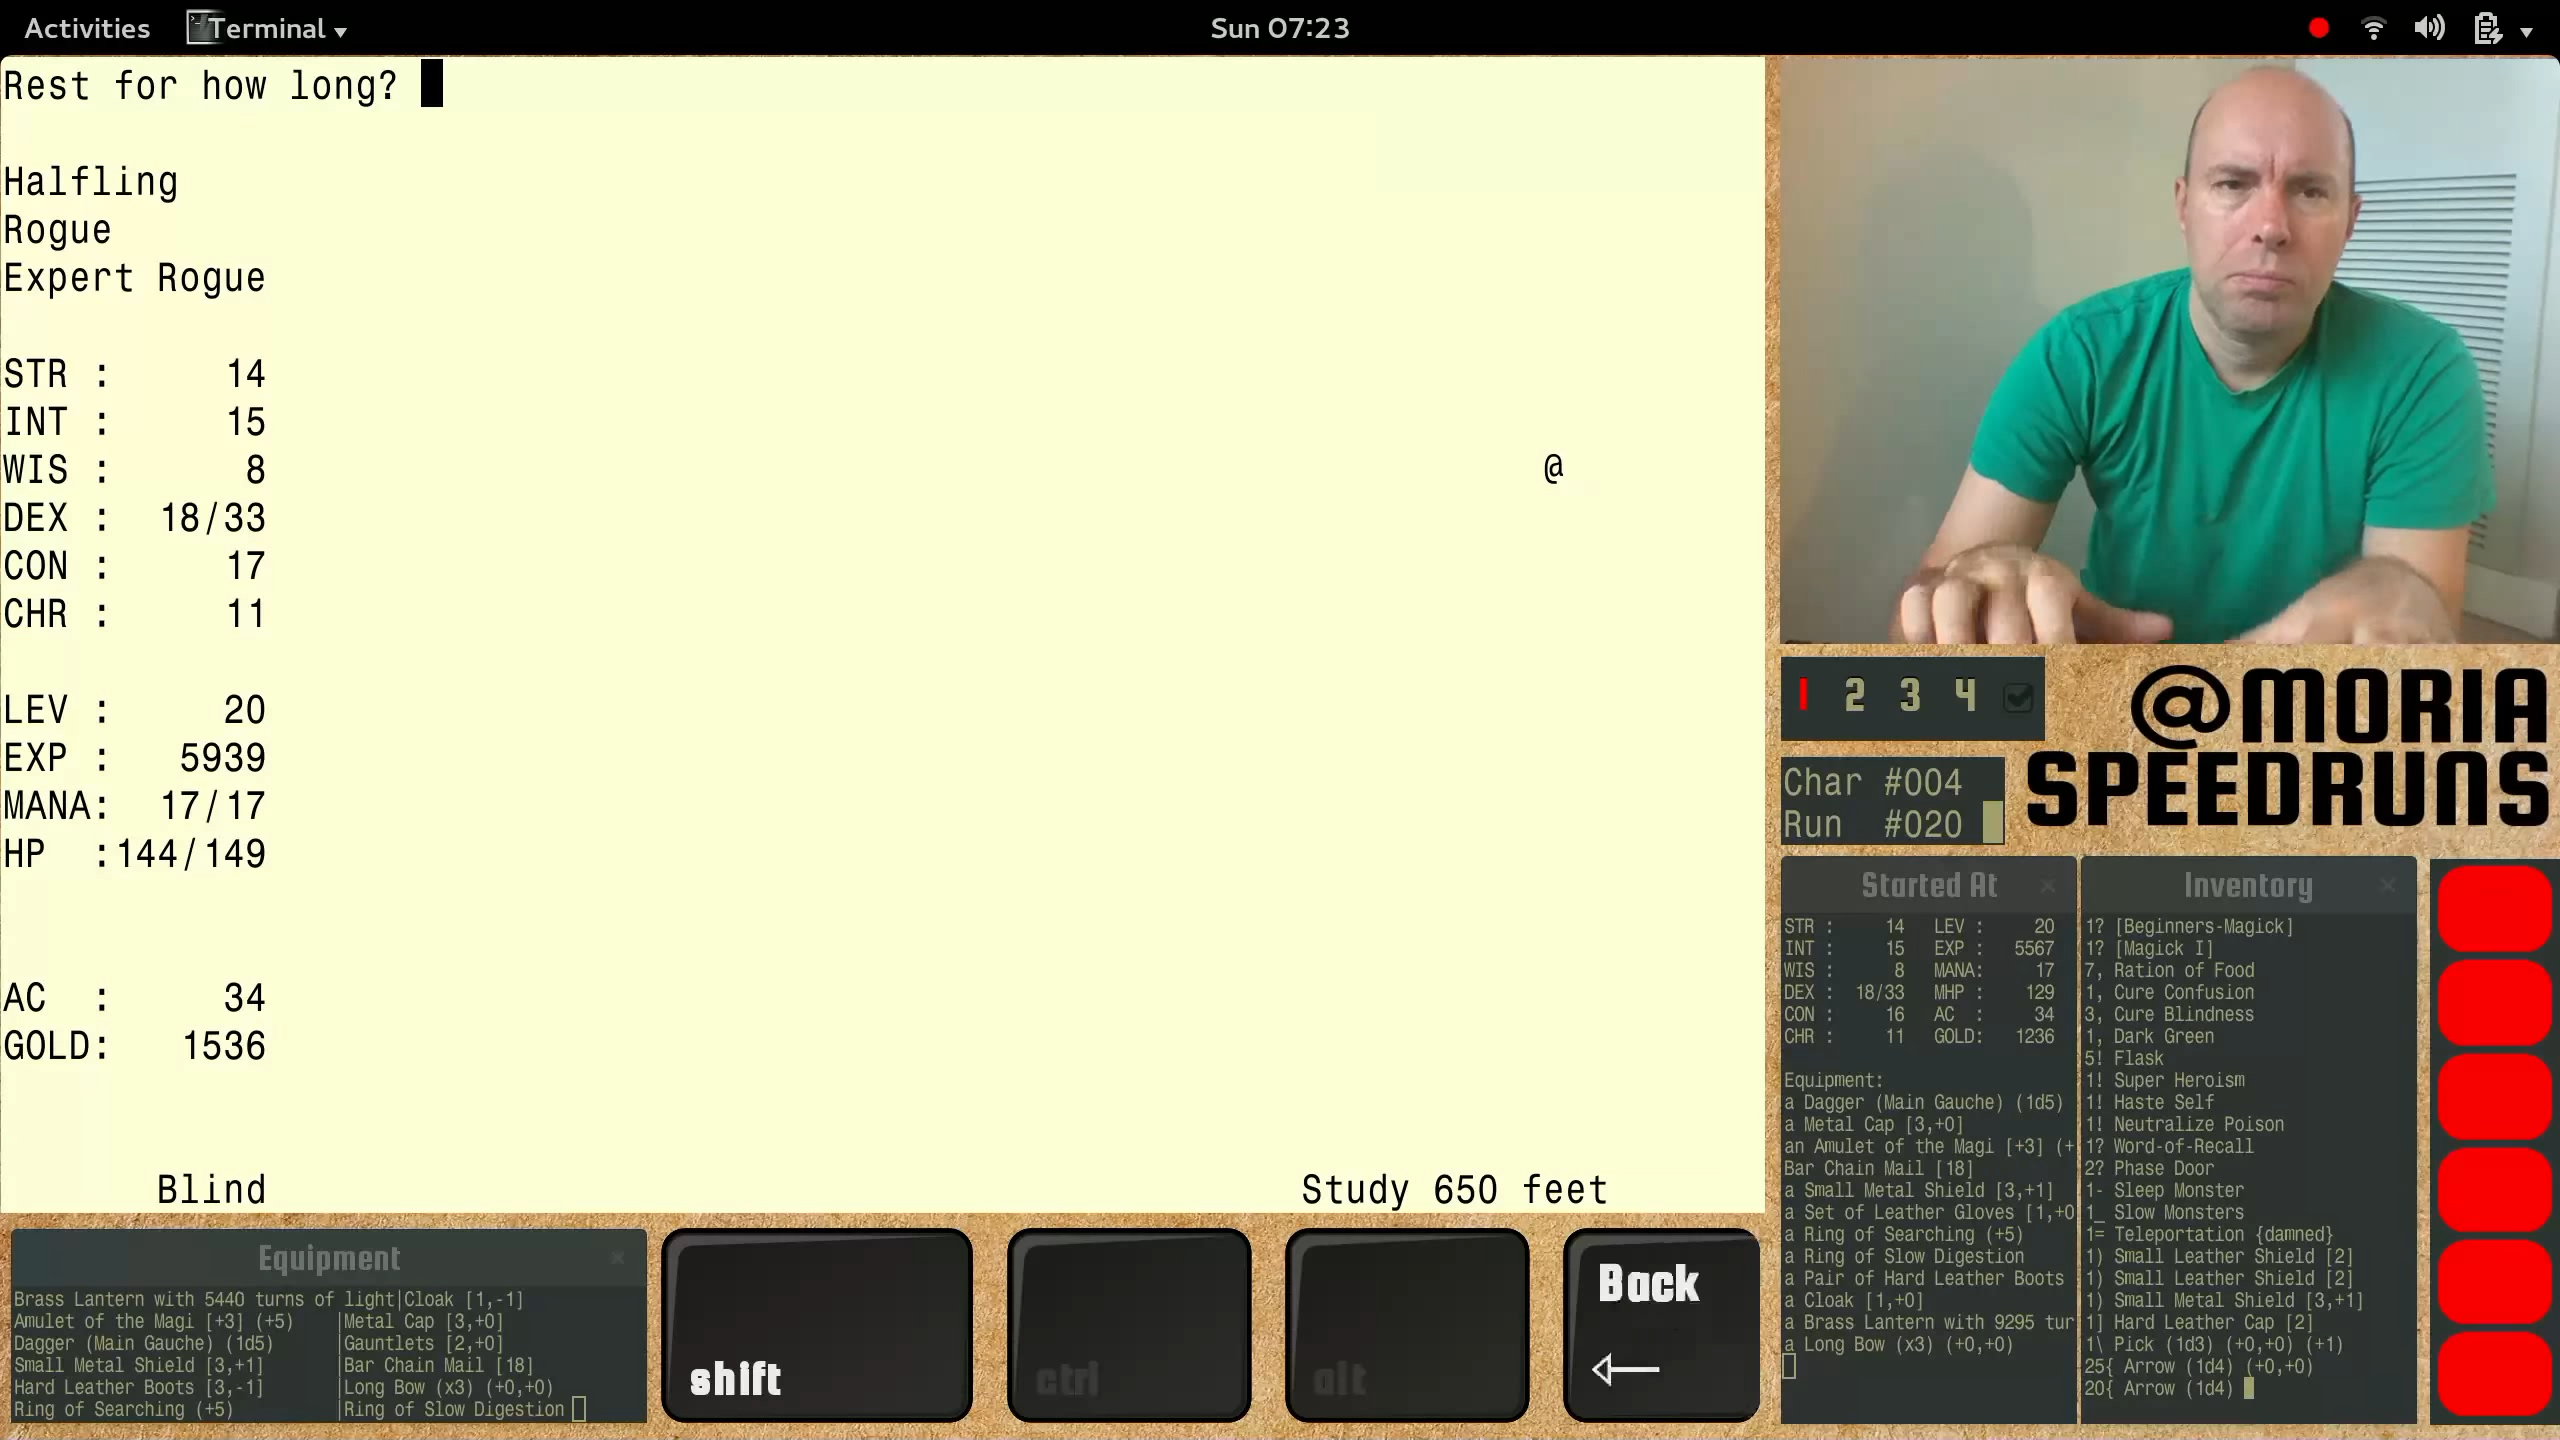 Activities Terminal Sun 07:23
Rest for how long?
Halfling
Rogue
Expert Rogue
STR : 14
INT : 15
WIS : 8
DEX : 18/33
CON : 17
CHR : 11
LEV : 20
EXP : 5939
MANA: 17/17
HP :144/149
AC : 34
GOLD: 1536
@
Blind Study 650 feet
1 2 3 4
@MORIA
SPEEDRUNS
Char #004
Run #020
Started At
STR : 14 LEV : 20
INT : 15 EXP : 5567
WIS : 8 MANA: 17
DEX : 18/33 MHP : 129
CON : 16 AC : 34
CHR : 11 GOLD: 1236
Equipment:
a Dagger (Main Gauche) (1d5)
a Metal Cap [3,+0]
an Amulet of the Magi [+3] (+
Bar Chain Mail [18]
a Small Metal Shield [3,+1]
a Set of Leather Gloves [1,+0
a Ring of Searching (+5)
a Ring of Slow Digestion
a Pair of Hard Leather Boots
a Cloak [1,+0]
a Brass Lantern with 9295 tur
a Long Bow (x3) (+0,+0)
Inventory
1? [Beginners-Magick]
1? [Magick I]
7, Ration of Food
1, Cure Confusion
3, Cure Blindness
1, Dark Green
5! Flask
1! Super Heroism
1! Haste Self
1! Neutralize Poison
1? Word-of-Recall
2? Phase Door
1- Sleep Monster
1_ Slow Monsters
1= Teleportation {damned}
1) Small Leather Shield [2]
1) Small Leather Shield [2]
1) Small Metal Shield [3,+1]
1] Hard Leather Cap [2]
1\ Pick (1d3) (+0,+0) (+1)
25{ Arrow (1d4) (+0,+0)
20{ Arrow (1d4)
Equipment
Brass Lantern with 5440 turns of light|Cloak [1,-1]
Amulet of the Magi [+3] (+5) |Metal Cap [3,+0]
Dagger (Main Gauche) (1d5) |Gauntlets [2,+0]
Small Metal Shield [3,+1] |Bar Chain Mail [18]
Hard Leather Boots [3,-1] |Long Bow (x3) (+0,+0)
Ring of Searching (+5) |Ring of Slow Digestion
shift
ctrl
alt
Back